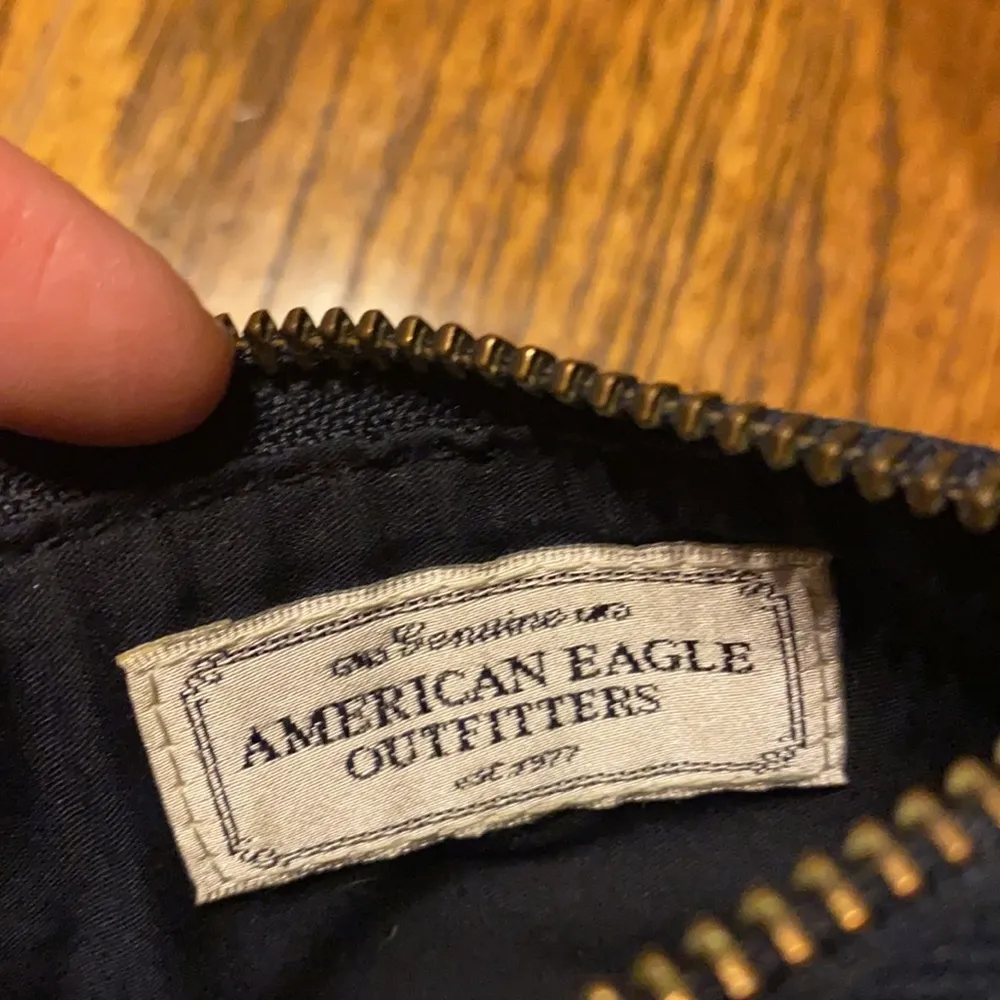 Genuine
AMERICAN EAGLE
OUTFITTERS
est. 1977